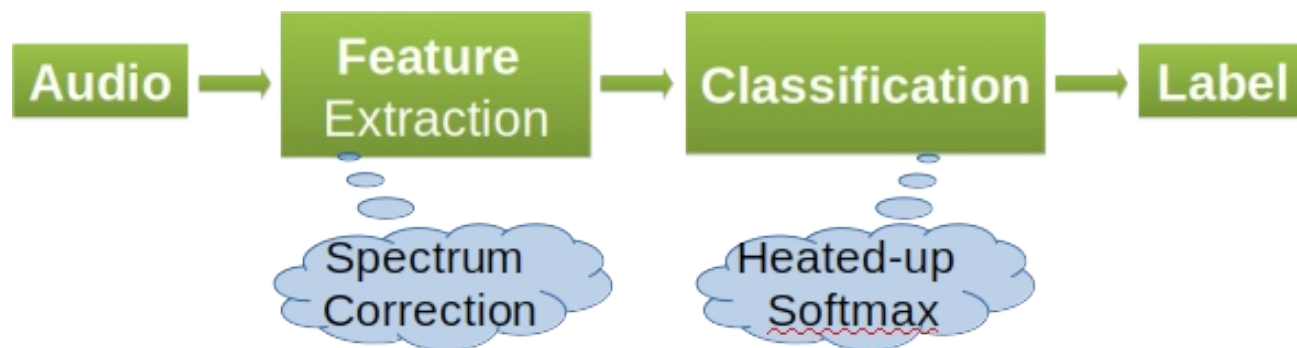 Audio
Feature
Extraction
Classification
Label
Spectrum
Correction
Heated-up
Softmax